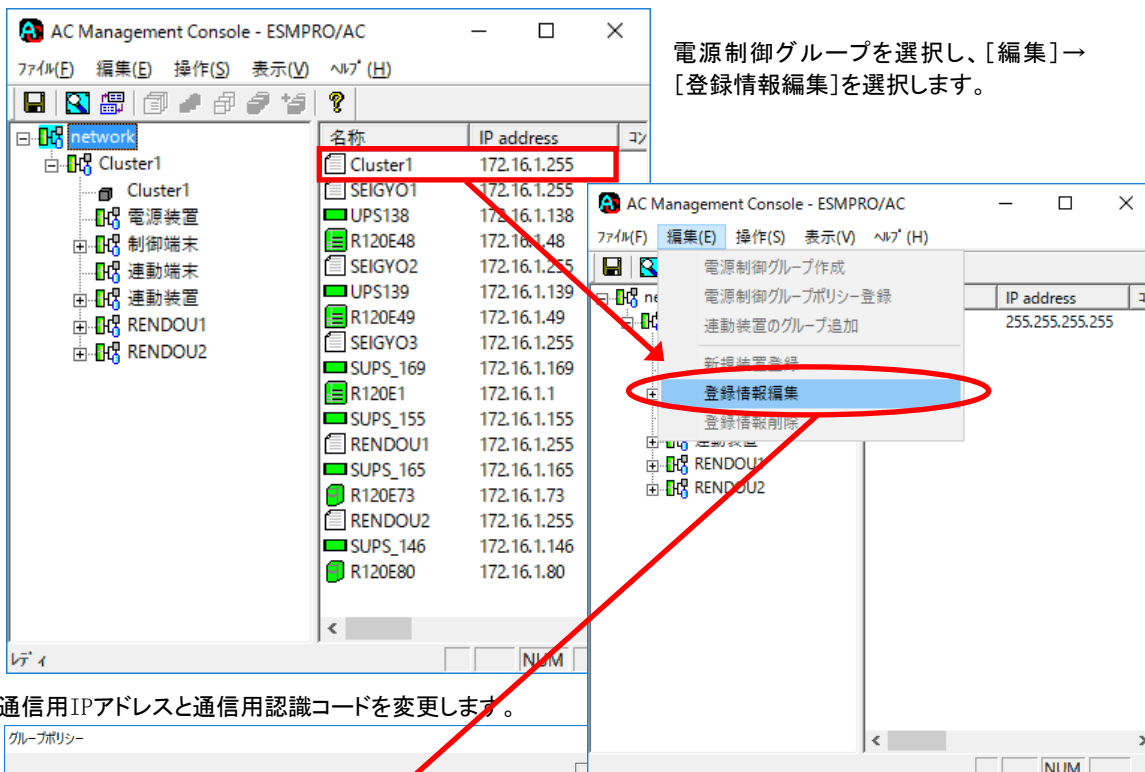 AC Management Console - ESMPRO/AC
ファイル(F) 編集(E) 操作(S) 表示(V) ヘルプ(H)
network
Cluster1
Cluster1
電源装置
制御端末
連動端末
連動装置
RENDOU1
RENDOU2
名称 IP address コン
Cluster1 172.16.1.255
SEIGYO1 172.16.1.255
UPS138 172.16.1.138
R120E48 172.16.1.48
SEIGYO2 172.16.1.255
UPS139 172.16.1.139
R120E49 172.16.1.49
SEIGYO3 172.16.1.255
SUPS_169 172.16.1.169
R120E1 172.16.1.1
SUPS_155 172.16.1.155
RENDOU1 172.16.1.255
SUPS_165 172.16.1.165
R120E73 172.16.1.73
RENDOU2 172.16.1.255
SUPS_146 172.16.1.146
R120E80 172.16.1.80
レディ NUM
電源制御グループを選択し、[編集]→
[登録情報編集]を選択します。
AC Management Console - ESMPRO/AC
ファイル(F) 編集(E) 操作(S) 表示(V) ヘルプ(H)
電源制御グループ作成
電源制御グループポリシー登録
連動装置のグループ追加
新規装置登録
登録情報編集
登録情報削除
ne
IP address
255.255.255.255
連動装置
RENDOU1
RENDOU2
NUM
通信用IPアドレスと通信用認識コードを変更します。
グループポリシー